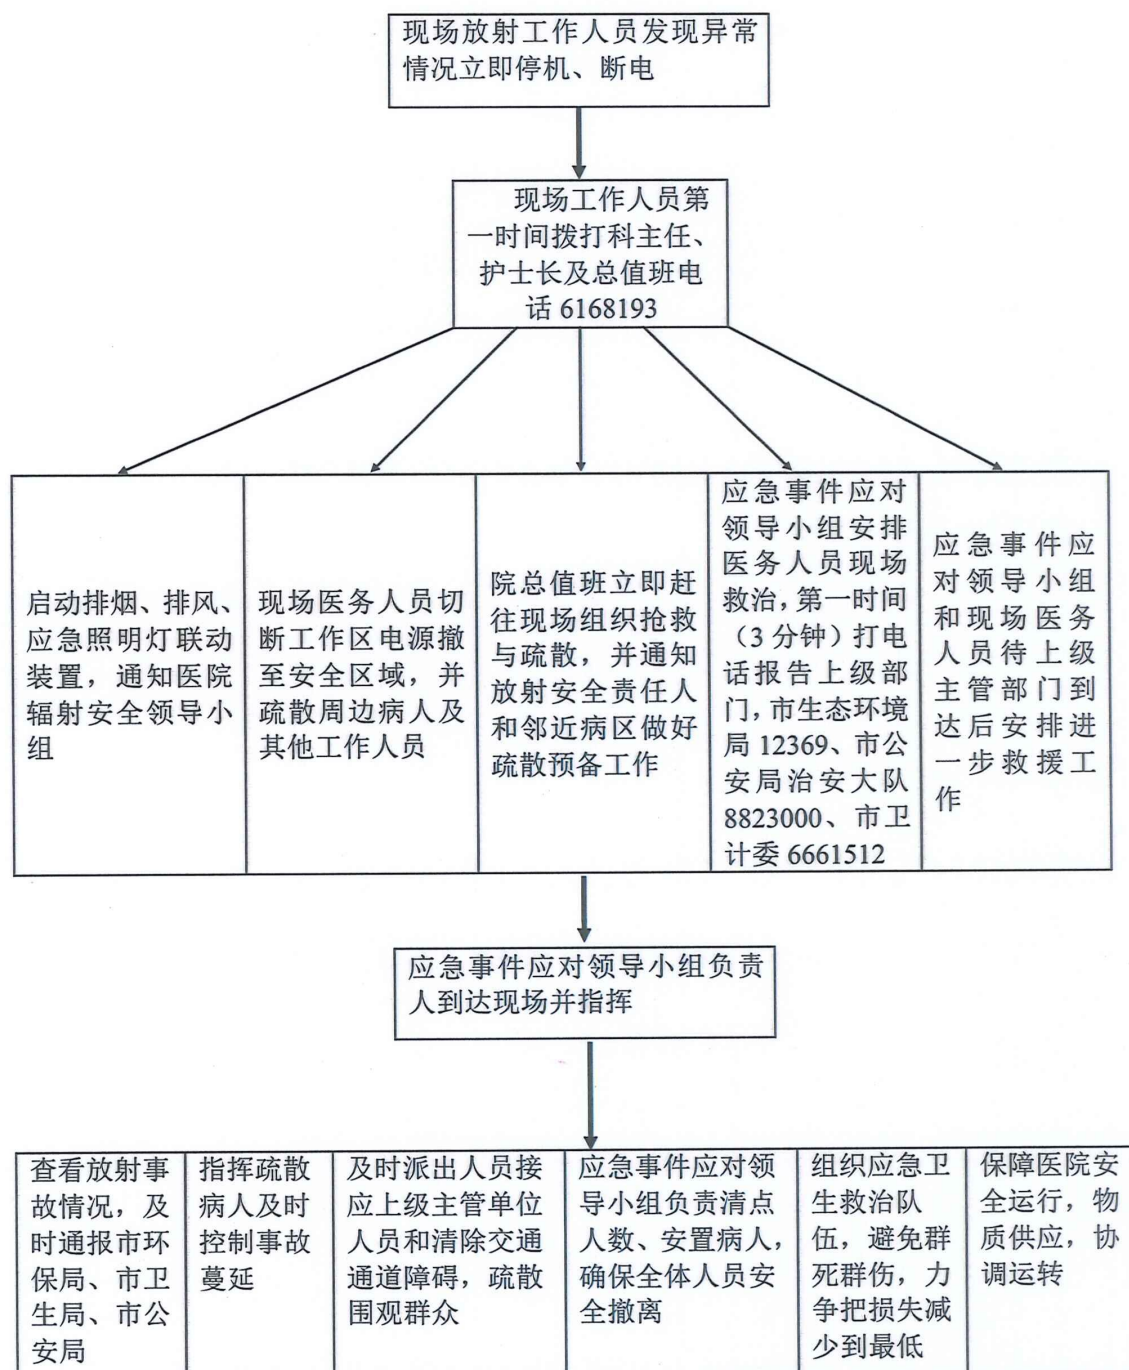 现场放射工作人员发现异常
情况立即停机、断电
现场工作人员第
一时间拨打科主任、
护士长及总值班电
话 6168193
启动排烟、排风、
应急照明灯联动
装置，通知医院
辐射安全领导小
组
现场医务人员切
断工作区电源撤
至安全区域，并
疏散周边病人及
其他工作人员
院总值班立即赶
往现场组织抢救
与疏散，并通知
放射安全责任人
和邻近病区做好
疏散预备工作
应急事件应对
领导小组安排
医务人员现场
救治，第一时间
（3 分钟）打电
话报告上级部
门，市生态环境
局 12369、市公
安局治安大队
8823000、市卫
计委 6661512
应急事件应
对领导小组
和现场医务
人员待上级
主管部门到
达后安排进
一步救援工
作
应急事件应对领导小组负责
人到达现场并指挥
查看放射事
故情况，及
时通报市环
保局、市卫
生局、市公
安局
指挥疏散
病人及时
控制事故
蔓延
及时派出人员接
应上级主管单位
人员和清除交通
通道障碍，疏散
围观群众
应急事件应对领
导小组负责清点
人数、安置病人，
确保全体人员安
全撤离
组织应急卫
生救治队
伍，避免群
死群伤，力
争把损失减
少到最低
保障医院安
全运行，物
质供应，协
调运转